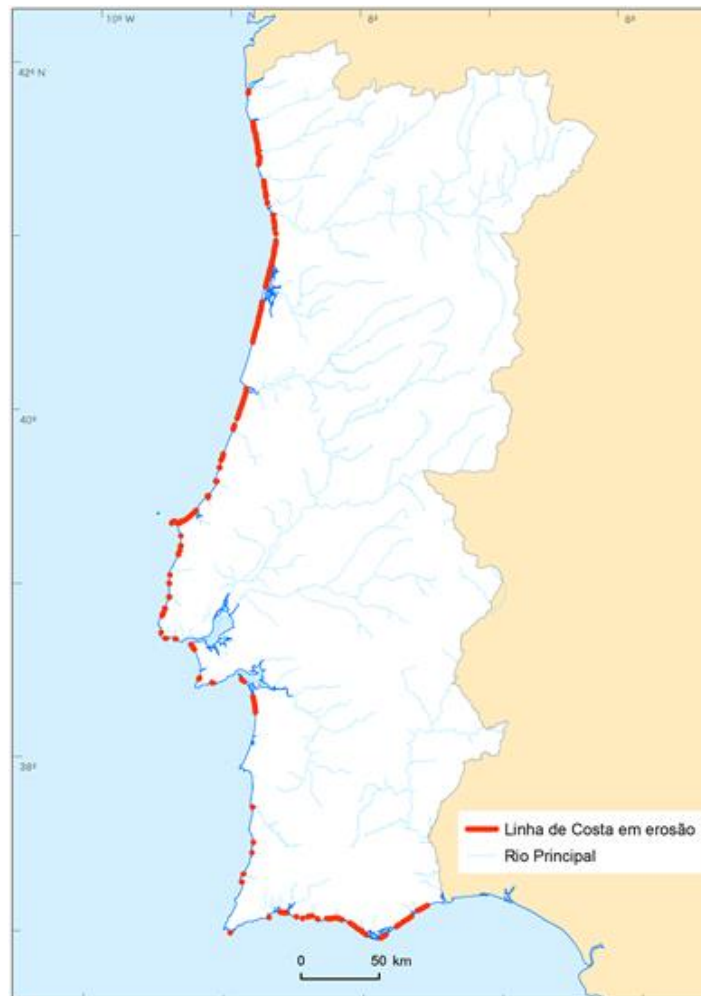 10º W
8º
6º
42º N
40º
38º
Linha de Costa em erosão
Rio Principal
0 50 km